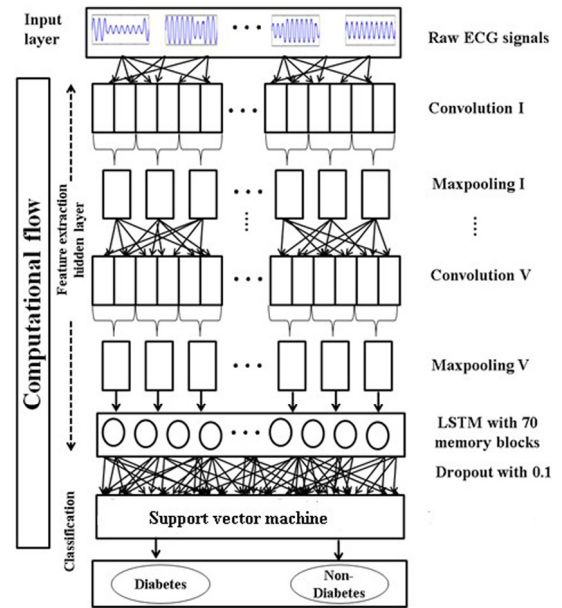 Input
layer
Raw ECG signals
Convolution I
Maxpooling I
Convolution V
Maxpooling V
LSTM with 70
memory blocks
Dropout with 0.1
Computational flow
Feature extraction
hidden layer
Classification
Support vector machine
Diabetes
Non-
Diabetes